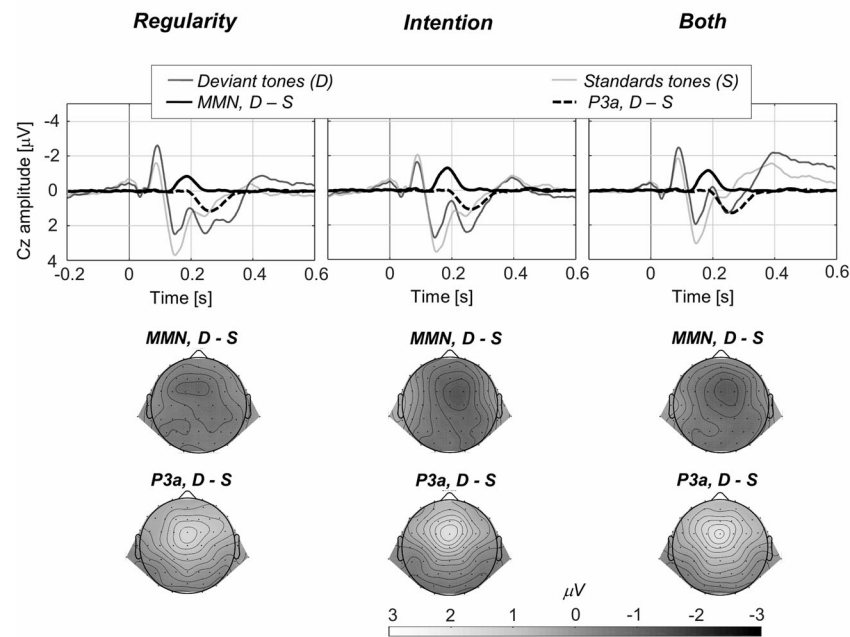 Regularity Intention Both
Deviant tones (D) Standards tones (S)
MMN, D – S P3a, D – S
Cz amplitude [µV]
-4
-2
0
2
4
-0.2 0 0.2 0.4 0.6 0 0.2 0.4 0.6 0 0.2 0.4 0.6
Time [s] Time [s] Time [s]
MMN, D - S MMN, D - S MMN, D - S
P3a, D - S P3a, D - S P3a, D - S
µV
3 2 1 0 -1 -2 -3